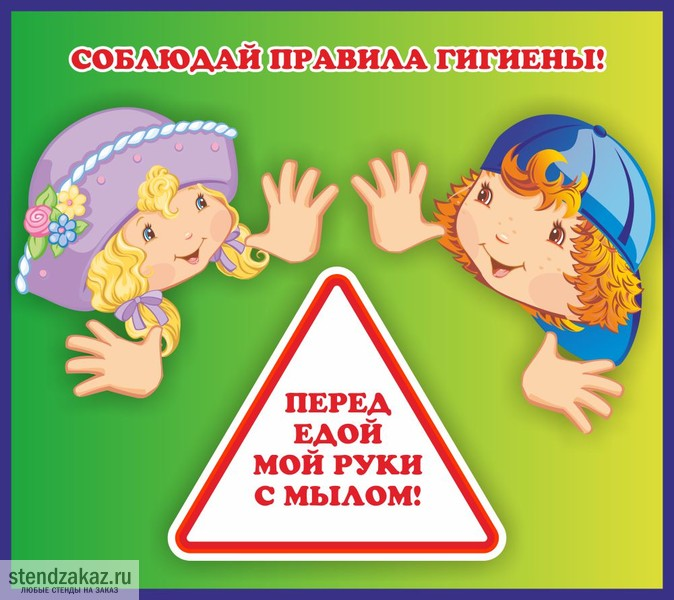 СОБЛЮДАЙ ПРАВИЛА ГИГИЕНЫ!
ПЕРЕД
ЕДОЙ
МОЙ РУКИ
С МЫЛОМ!
stendzakaz.ru
ЛЮБЫЕ СТЕНДЫ НА ЗАКАЗ